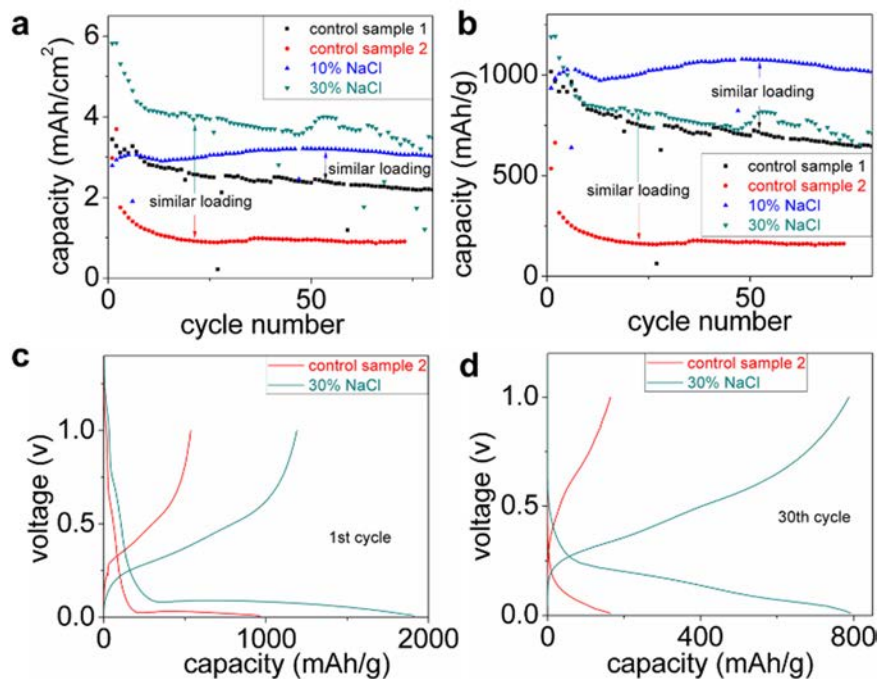 a
capacity (mAh/cm²)
6
4
2
0
0
50
cycle number
control sample 1
control sample 2
10% NaCl
30% NaCl
similar loading
similar loading
b
capacity (mAh/g)
1000
500
0
0
50
cycle number
similar loading
control sample 1
control sample 2
10% NaCl
30% NaCl
similar loading
c
voltage (v)
1.0
0.5
0.0
0
1000
2000
capacity (mAh/g)
control sample 2
30% NaCl
1st cycle
d
voltage (v)
1.0
0.5
0.0
0
400
800
capacity (mAh/g)
control sample 2
30% NaCl
30th cycle